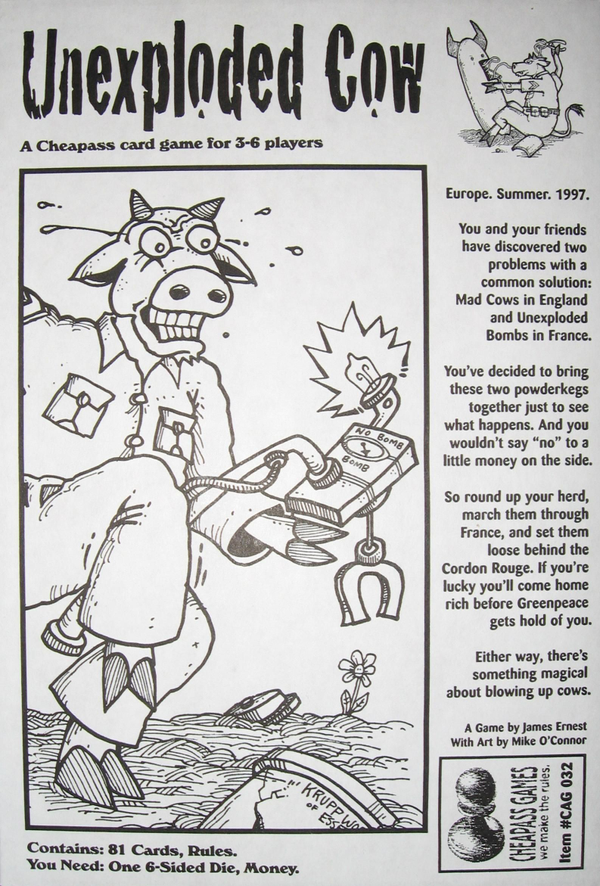 Unexploded Cow
A Cheapass card game for 3-6 players
Europe. Summer. 1997.
You and your friends
have discovered two
problems with a
common solution:
Mad Cows in England
and Unexploded
Bombs in France.
You've decided to bring
these two powderkegs
together just to see
what happens. And you
wouldn't say "no" to a
little money on the side.
So round up your herd,
march them through
France, and set them
loose behind the
Cordon Rouge. If you're
lucky you'll come home
rich before Greenpeace
gets hold of you.
Either way, there's
something magical
about blowing up cows.
A Game by James Ernest
With Art by Mike O'Connor
NO BOMB
BOMB
KRUPP
OF
CHEAPASS GAMES
we make the rules.
Item #CAG 032
Contains: 81 Cards, Rules.
You Need: One 6-Sided Die, Money.